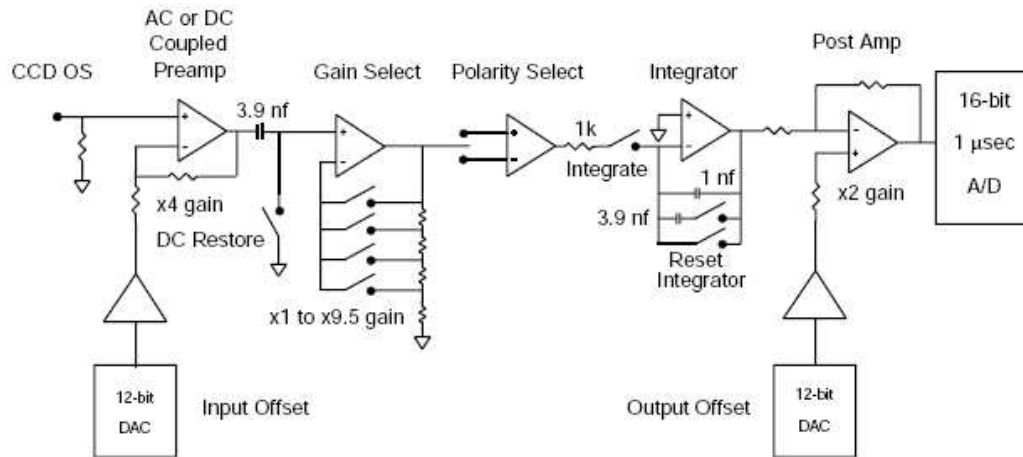 AC or DC
Coupled
Preamp
CCD OS
Gain Select
Polarity Select
Integrator
Post Amp
3.9 nf
+
-
x4 gain
DC Restore
+
-
x1 to x9.5 gain
+
-
1k
Integrate
+
-
1 nf
3.9 nf
Reset
Integrator
-
+
x2 gain
16-bit
1 μsec
A/D
12-bit
DAC
Input Offset
Output Offset
12-bit
DAC